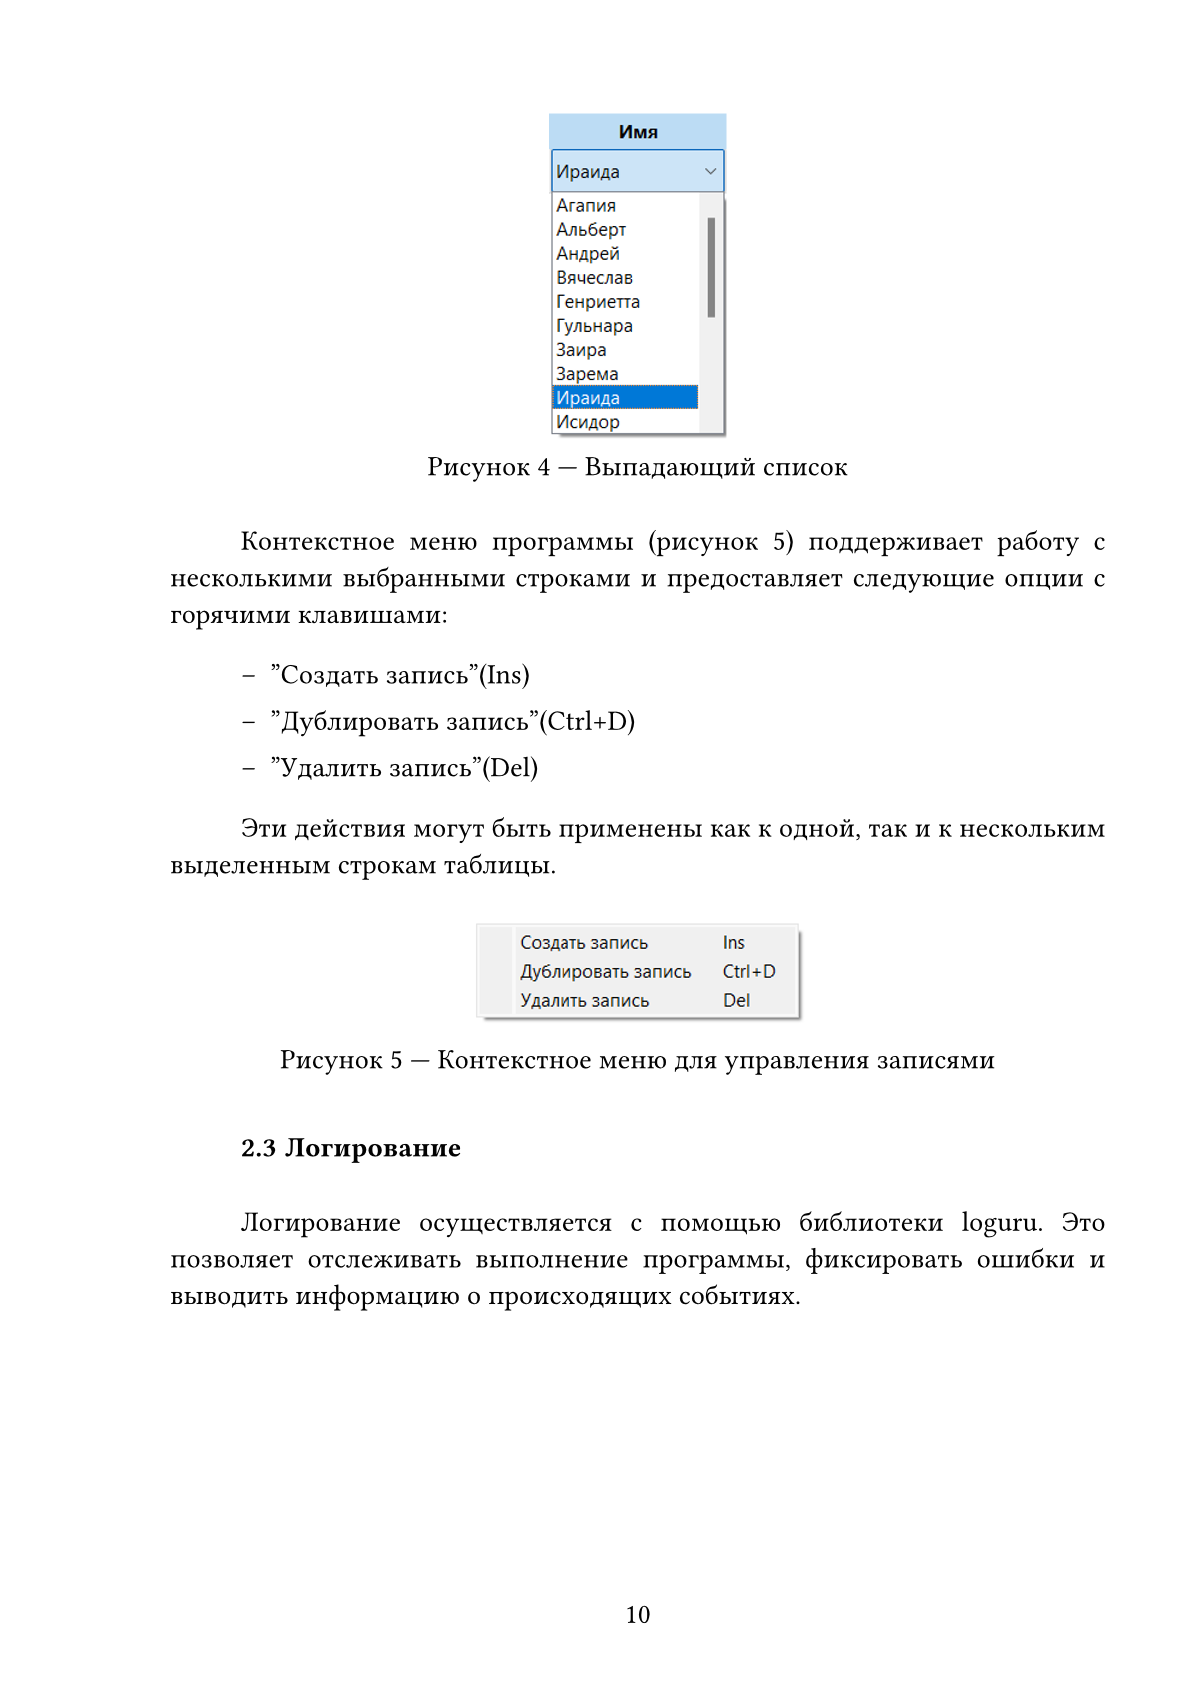 Имя
Ираида
Агапия
Альберт
Андрей
Вячеслав
Генриетта
Гульнара
Заира
Зарема
Ираида
Исидор
Рисунок 4 — Выпадающий список
Контекстное меню программы (рисунок 5) поддерживает работу с
несколькими выбранными строками и предоставляет следующие опции с
горячими клавишами:
– ”Создать запись”(Ins)
– ”Дублировать запись”(Ctrl+D)
– ”Удалить запись”(Del)
Эти действия могут быть применены как к одной, так и к нескольким
выделенным строкам таблицы.
Создать запись Ins
Дублировать запись Ctrl+D
Удалить запись Del
Рисунок 5 — Контекстное меню для управления записями
2.3 Логирование
Логирование осуществляется с помощью библиотеки loguru. Это
позволяет отслеживать выполнение программы, фиксировать ошибки и
выводить информацию о происходящих событиях.
10